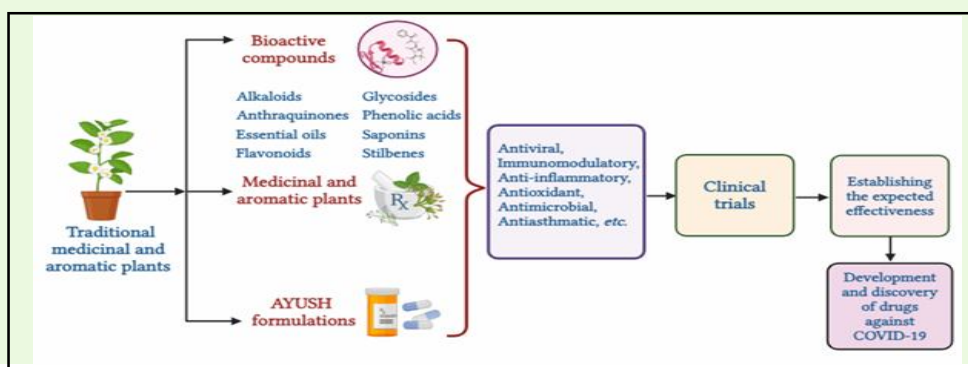 Bioactive
compounds
Alkaloids
Anthraquinones
Essential oils
Flavonoids
Glycosides
Phenolic acids
Saponins
Stilbenes
Traditional
medicinal and
aromatic plants
Medicinal and
aromatic plants
Rx
AYUSH
formulations
Antiviral,
Immunomodulatory,
Anti-inflammatory,
Antioxidant,
Antimicrobial,
Antiasthmatic, etc.
Clinical
trials
Establishing
the expected
effectiveness
Development
and discovery
of drugs
against
COVID-19